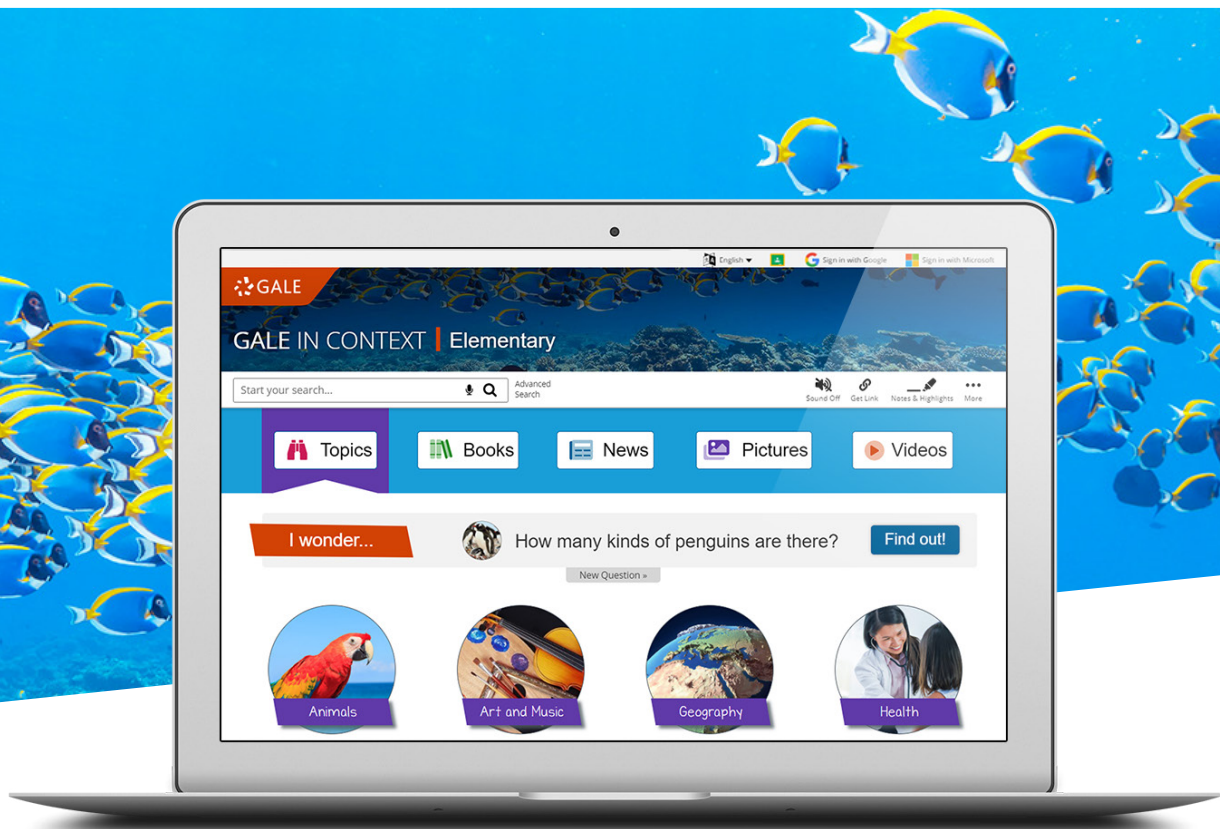 English
Sign in with Google
Sign in with Microsoft
GALE
GALE IN CONTEXT | Elementary
Start your search...
Advanced
Search
Sound Off
Get Link
Notes & Highlights
More
Topics
Books
News
Pictures
Videos
I wonder...
How many kinds of penguins are there?
Find out!
New Question »
Animals
Art and Music
Geography
Health